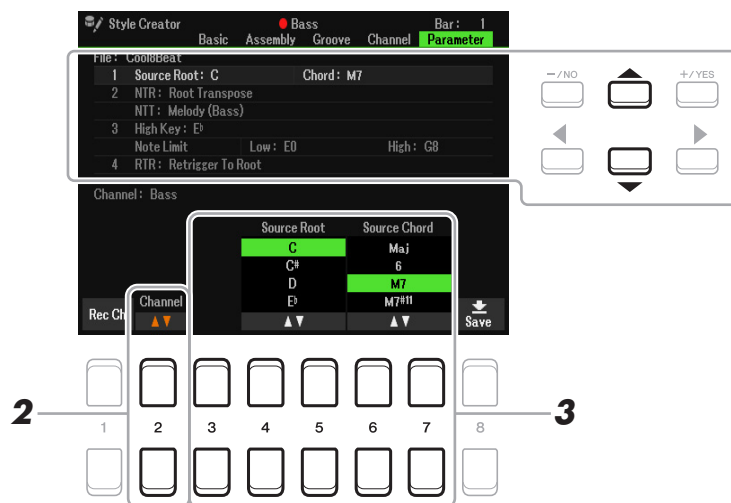 Style Creator Bass Bar: 1
Basic Assembly Groove Channel Parameter
File: Cool8Beat
1 Source Root: C Chord: M7
2 NTR: Root Transpose
NTT: Melody (Bass)
3 High Key: E♭
Note Limit Low: E0 High: G8
4 RTR: Retrigger To Root
Channel: Bass
−/NO +/YES
Source Root Source Chord
C Maj
C# 6
D M7
E♭ M7#11
Rec Ch Channel Save
2 3
1 2 3 4 5 6 7 8